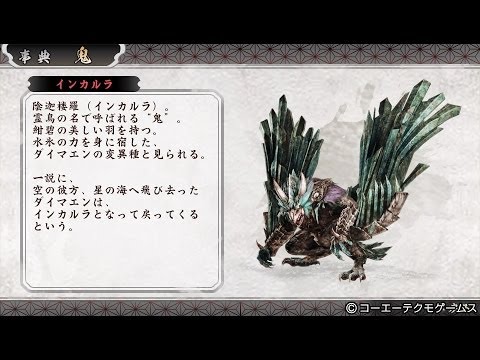 事典 鬼
インカルラ
陰迦楼羅（インカルラ）。
霊鳥の名で呼ばれる“鬼”。
紺碧の美しい羽を持つ。
水氷の力を身に宿した、
ダイマエンの変異種と見られる。
一説に、
空の彼方、星の海へ飛び去った
ダイマエンは、
インカルラとなって戻ってくる
という。
©コーエーテクモゲームス